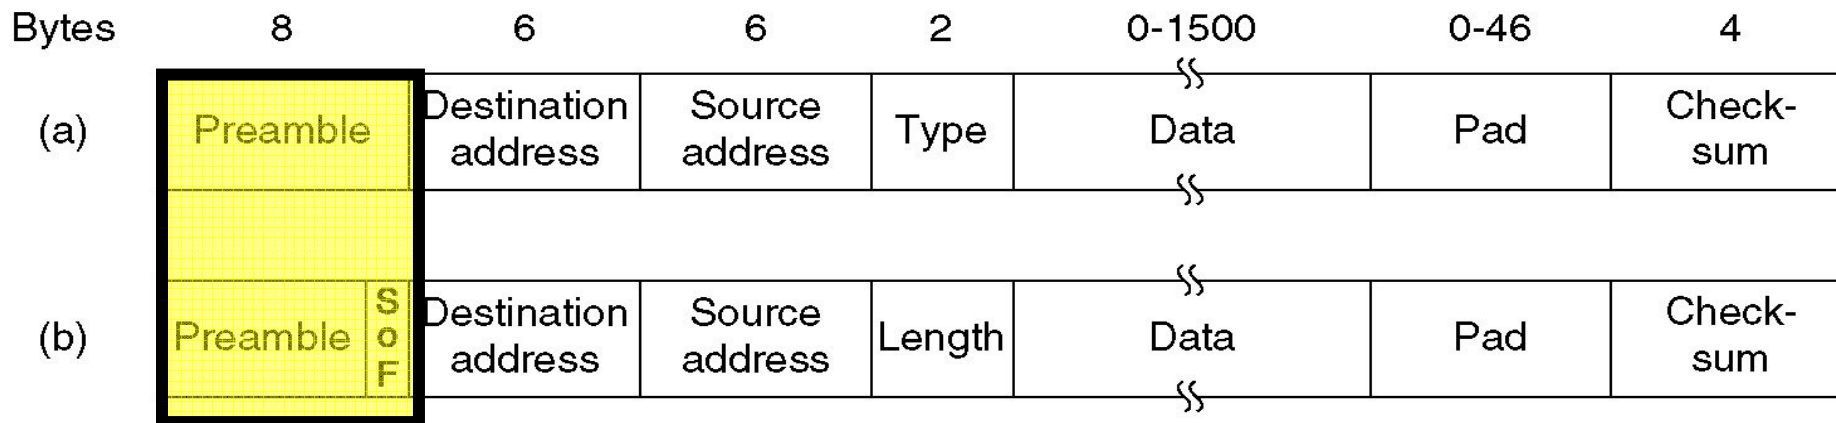 Bytes 8 6 6 2 0-1500 0-46 4
(a) Preamble Destination address Source address Type Data Pad Check-sum
(b) Preamble SoF Destination address Source address Length Data Pad Check-sum